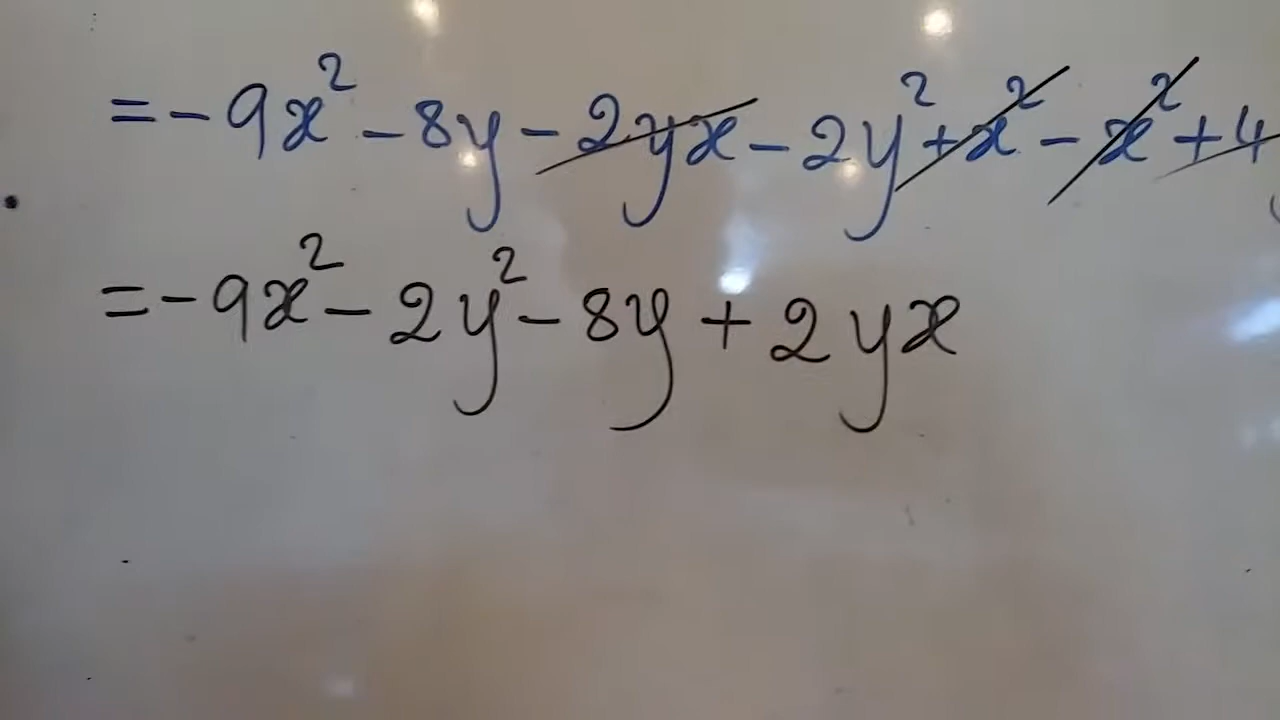 = - 9x² - 8y - 2yx - 2y² + x² - x² + 4
= - 9x² - 2y² - 8y + 2yx